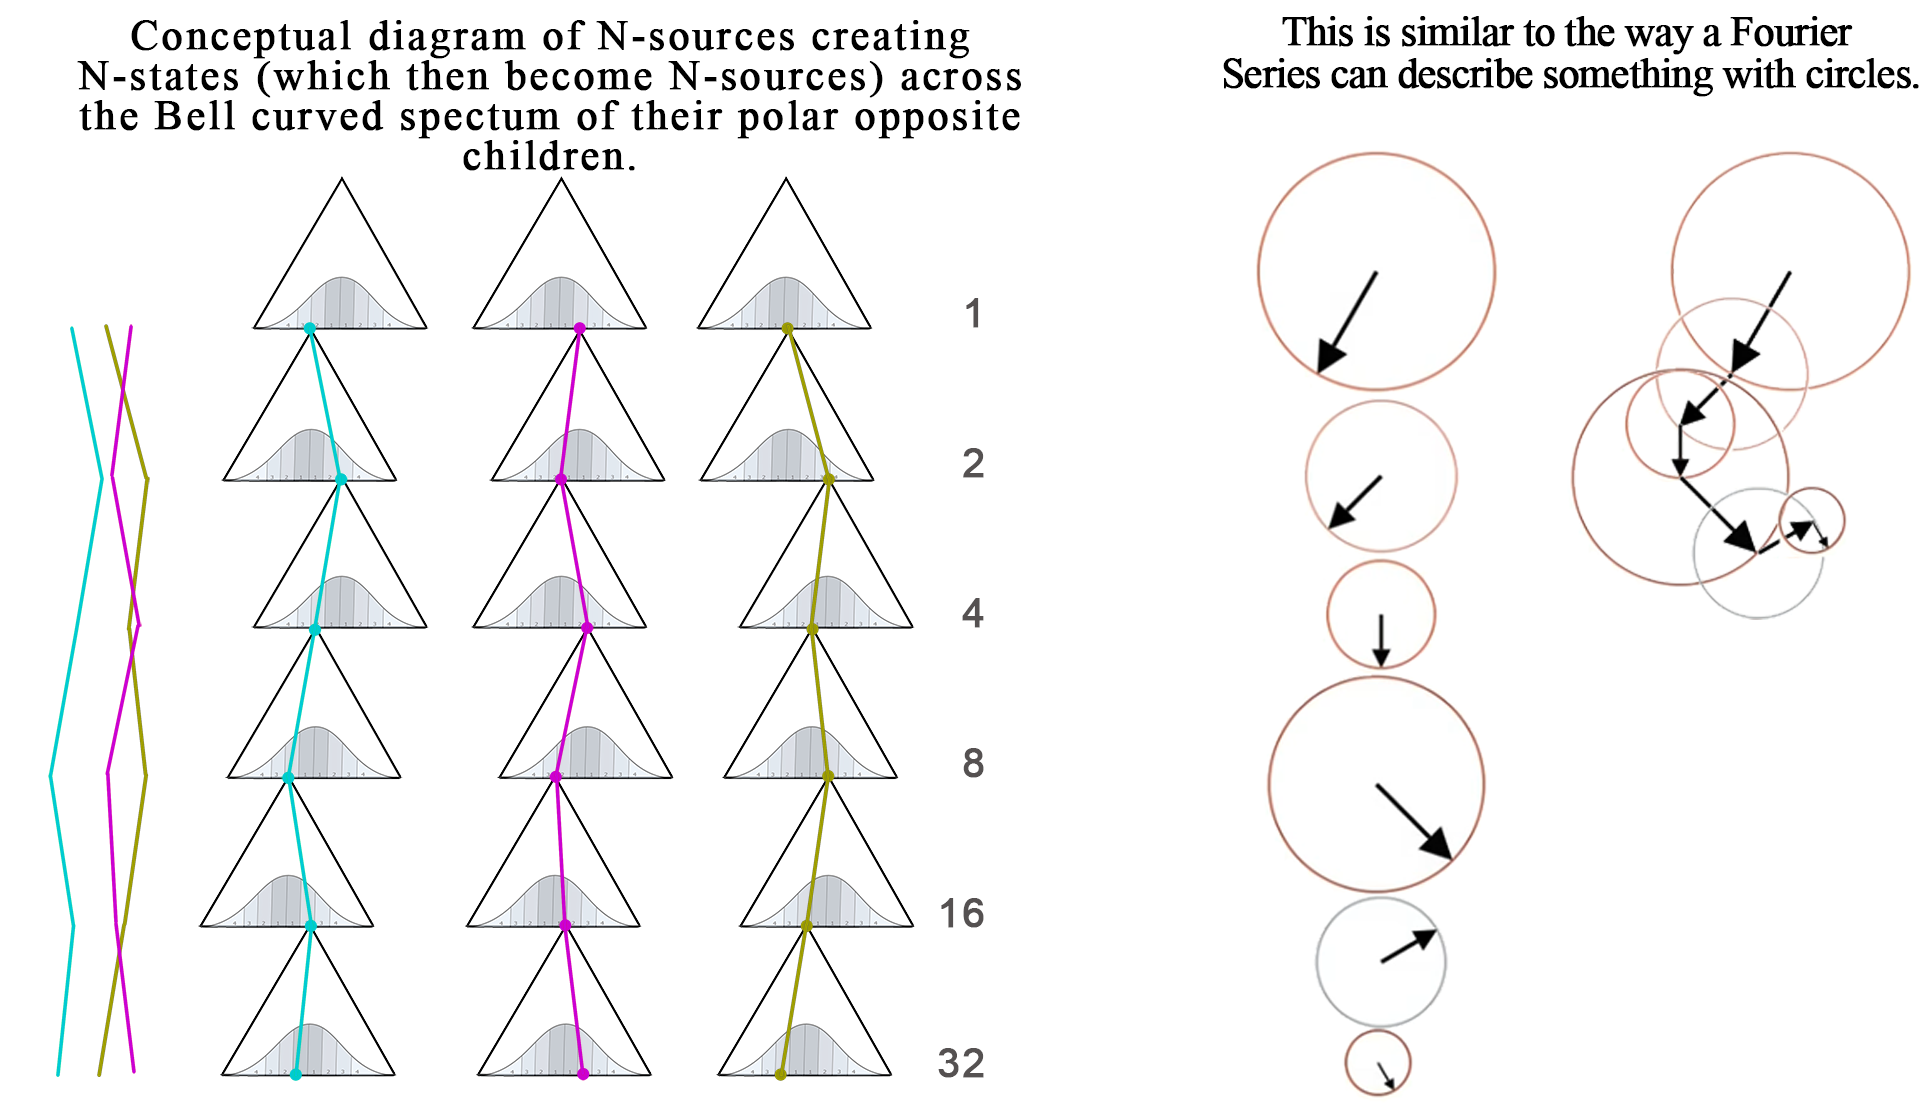 Conceptual diagram of N-sources creating
N-states (which then become N-sources) across
the Bell curved spectrum of their polar opposite
children.
This is similar to the way a Fourier
Series can describe something with circles.
1
2
4
8
16
32